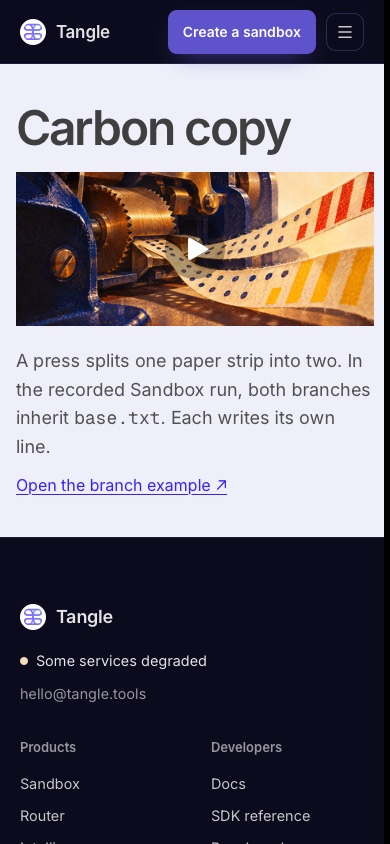 Tangle
Create a sandbox
Carbon copy
A press splits one paper strip into two. In
the recorded Sandbox run, both branches
inherit base.txt. Each writes its own
line.
Open the branch example ↗
Tangle
Some services degraded
hello@tangle.tools
Products
Developers
Sandbox
Docs
Router
SDK reference